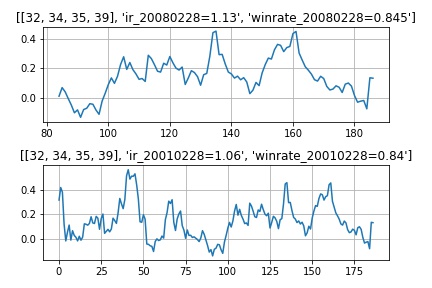 [[32, 34, 35, 39], 'ir_20080228=1.13', 'winrate_20080228=0.845']
0.4
0.2
0.0
80 100 120 140 160 180
[[32, 34, 35, 39], 'ir_20010228=1.06', 'winrate_20010228=0.84']
0.4
0.2
0.0
0 25 50 75 100 125 150 175